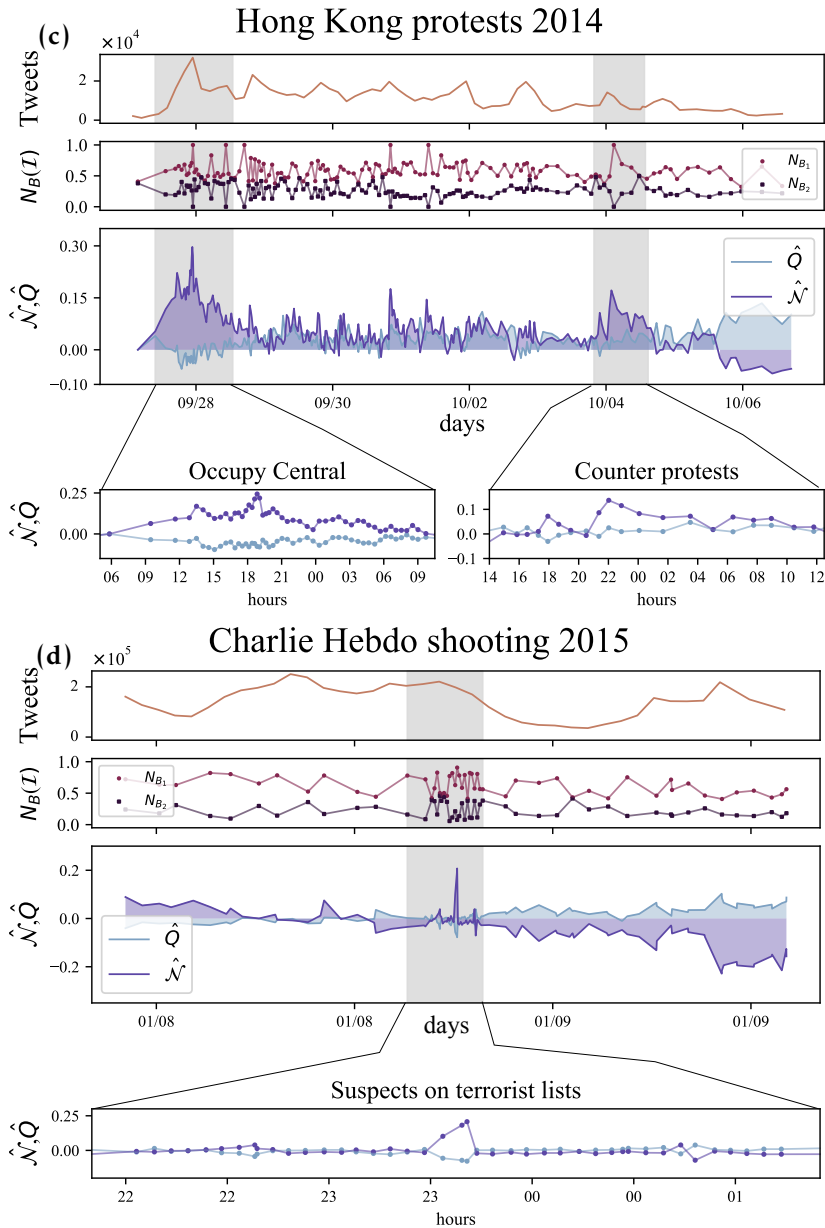 (c)
Hong Kong protests 2014
×10⁴
Tweets
2
0
N_B(I)
1.0
0.5
0.0
N_B₁
N_B₂
𝒩̂,Q̂
0.30
0.15
0.00
−0.10
Q̂
𝒩̂
09/28 09/30 10/02 10/04 10/06
days
Occupy Central
𝒩̂,Q̂
0.25
0.00
06 09 12 15 18 21 00 03 06 09
hours
Counter protests
0.1
0.0
−0.1
14 16 18 20 22 00 02 04 06 08 10 12
hours
(d)
Charlie Hebdo shooting 2015
×10⁵
Tweets
2
0
N_B(I)
1.0
0.5
0.0
N_B₁
N_B₂
𝒩̂,Q̂
0.2
0.0
−0.2
Q̂
𝒩̂
01/08 01/08 01/09 01/09
days
Suspects on terrorist lists
𝒩̂,Q̂
0.25
0.00
22 22 23 23 00 00 01
hours